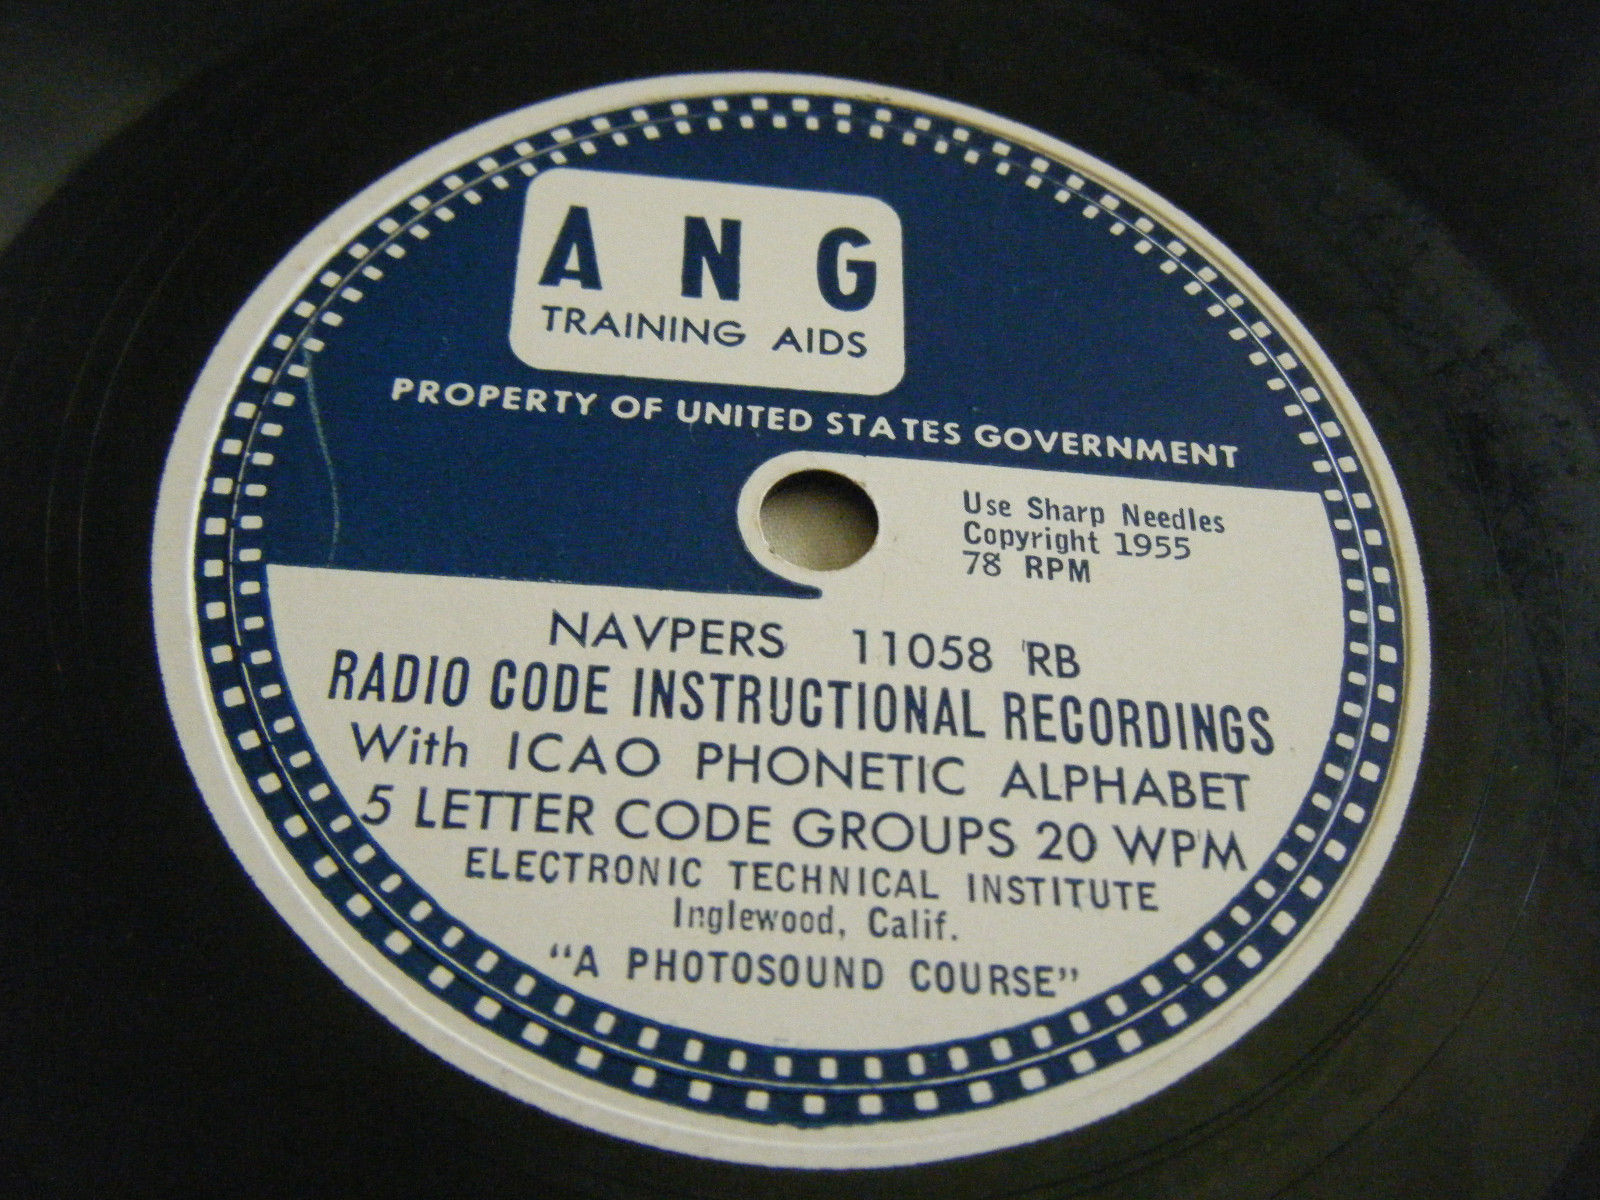 A N G
TRAINING AIDS
PROPERTY OF UNITED STATES GOVERNMENT
Use Sharp Needles
Copyright 1955
78 RPM
NAVPERS 11058 RB
RADIO CODE INSTRUCTIONAL RECORDINGS
With ICAO PHONETIC ALPHABET
5 LETTER CODE GROUPS 20 WPM
ELECTRONIC TECHNICAL INSTITUTE
Inglewood, Calif.
"A PHOTOSOUND COURSE"